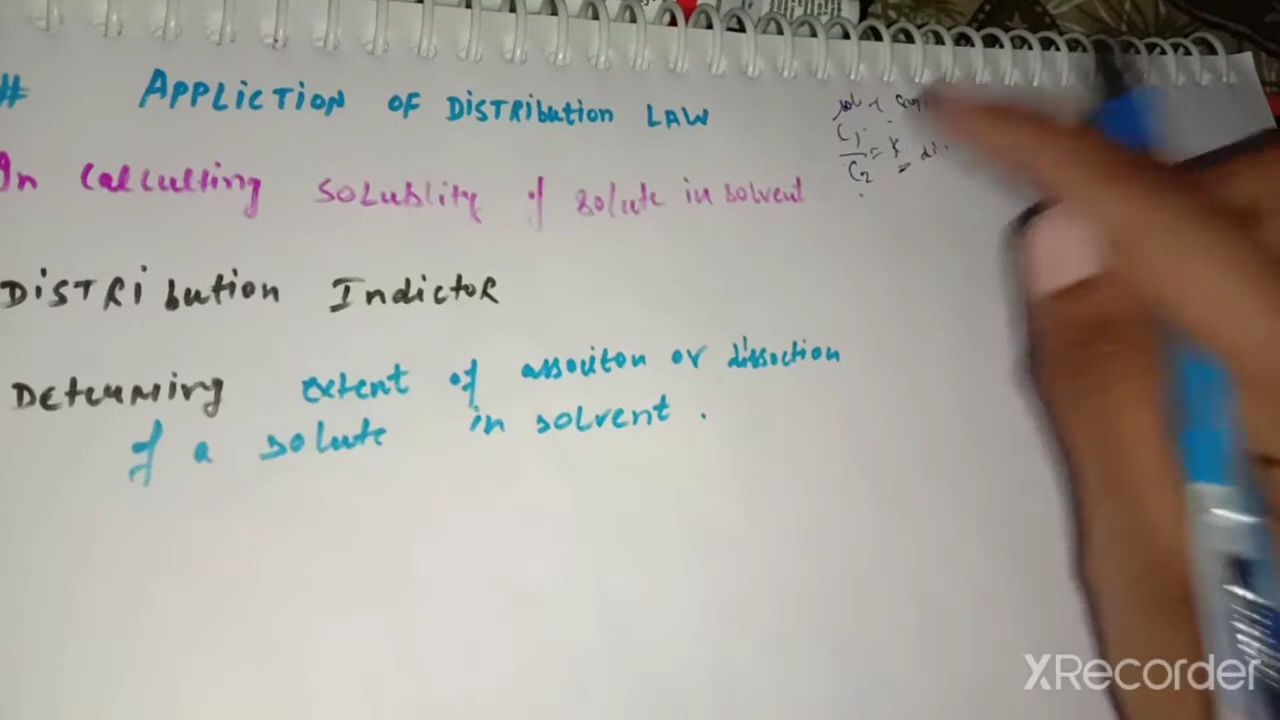 # APPLICTION OF DISTRIbution LAW
In Calculting solublity of solute in solvent
DISTRibution IndictoR
DeterMing extent of assoiton or dissoction
of a solute in solvent .
C1
C2 = K
XRecorder